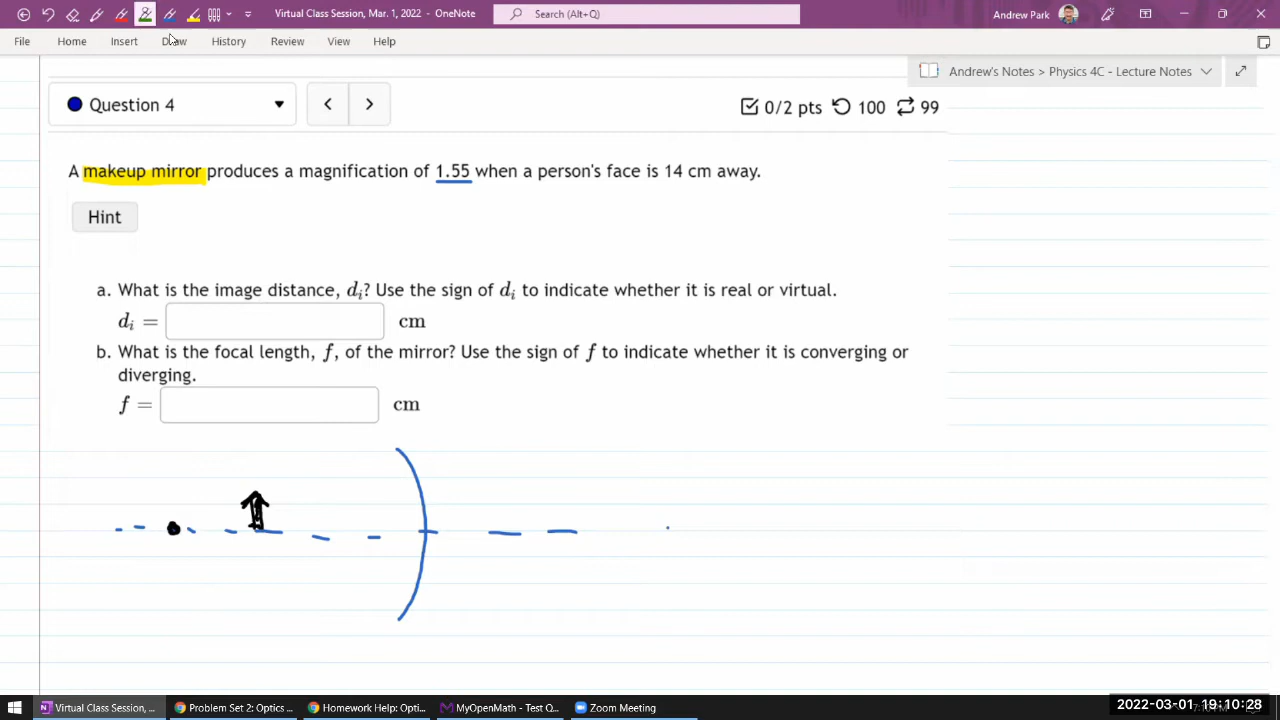 Virtual Class Session, Mar. 1, 2022 - OneNote
Search (Alt+Q)
Andrew Park
File Home Insert Draw History Review View Help
Andrew's Notes > Physics 4C - Lecture Notes
Question 4
0/2 pts 100 99
A makeup mirror produces a magnification of 1.55 when a person's face is 14 cm away.
Hint
a. What is the image distance, d_i? Use the sign of d_i to indicate whether it is real or virtual.
d_i = cm
b. What is the focal length, f, of the mirror? Use the sign of f to indicate whether it is converging or
diverging.
f = cm
Virtual Class Session, ... Problem Set 2: Optics ... Homework Help: Opti... MyOpenMath - Test Q... Zoom Meeting
2022-03-01 19:10:28